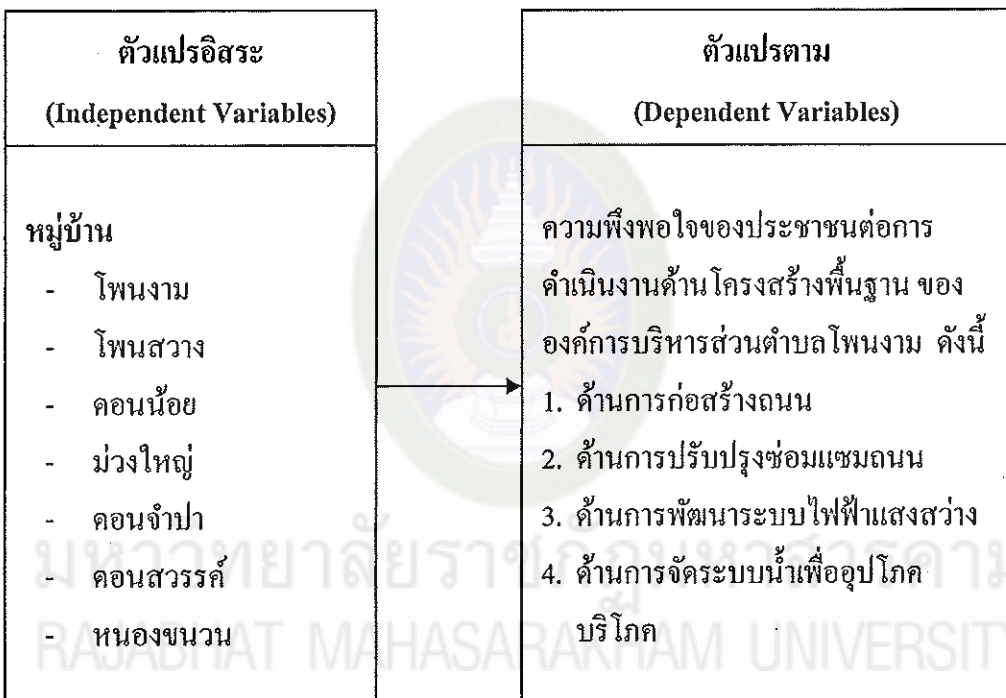 ตัวแปรอิสระ
(Independent Variables)
หมู่บ้าน
- โพนงาม
- โพนสวาง
- ดอนน้อย
- ม่วงใหญ่
- ดอนจำปา
- ดอนสวรรค์
- หนองขนวน
ตัวแปรตาม
(Dependent Variables)
ความพึงพอใจของประชาชนต่อการ
ดำเนินงานด้านโครงสร้างพื้นฐาน ของ
องค์การบริหารส่วนตำบลโพนงาม ดังนี้
1. ด้านการก่อสร้างถนน
2. ด้านการปรับปรุงซ่อมแซมถนน
3. ด้านการพัฒนาระบบไฟฟ้าแสงสว่าง
4. ด้านการจัดระบบน้ำเพื่ออุปโภค
บริโภค
มหาวิทยาลัยราชภัฏมหาสารคาม
RAJABHAT MAHASARAKHAM UNIVERSIT